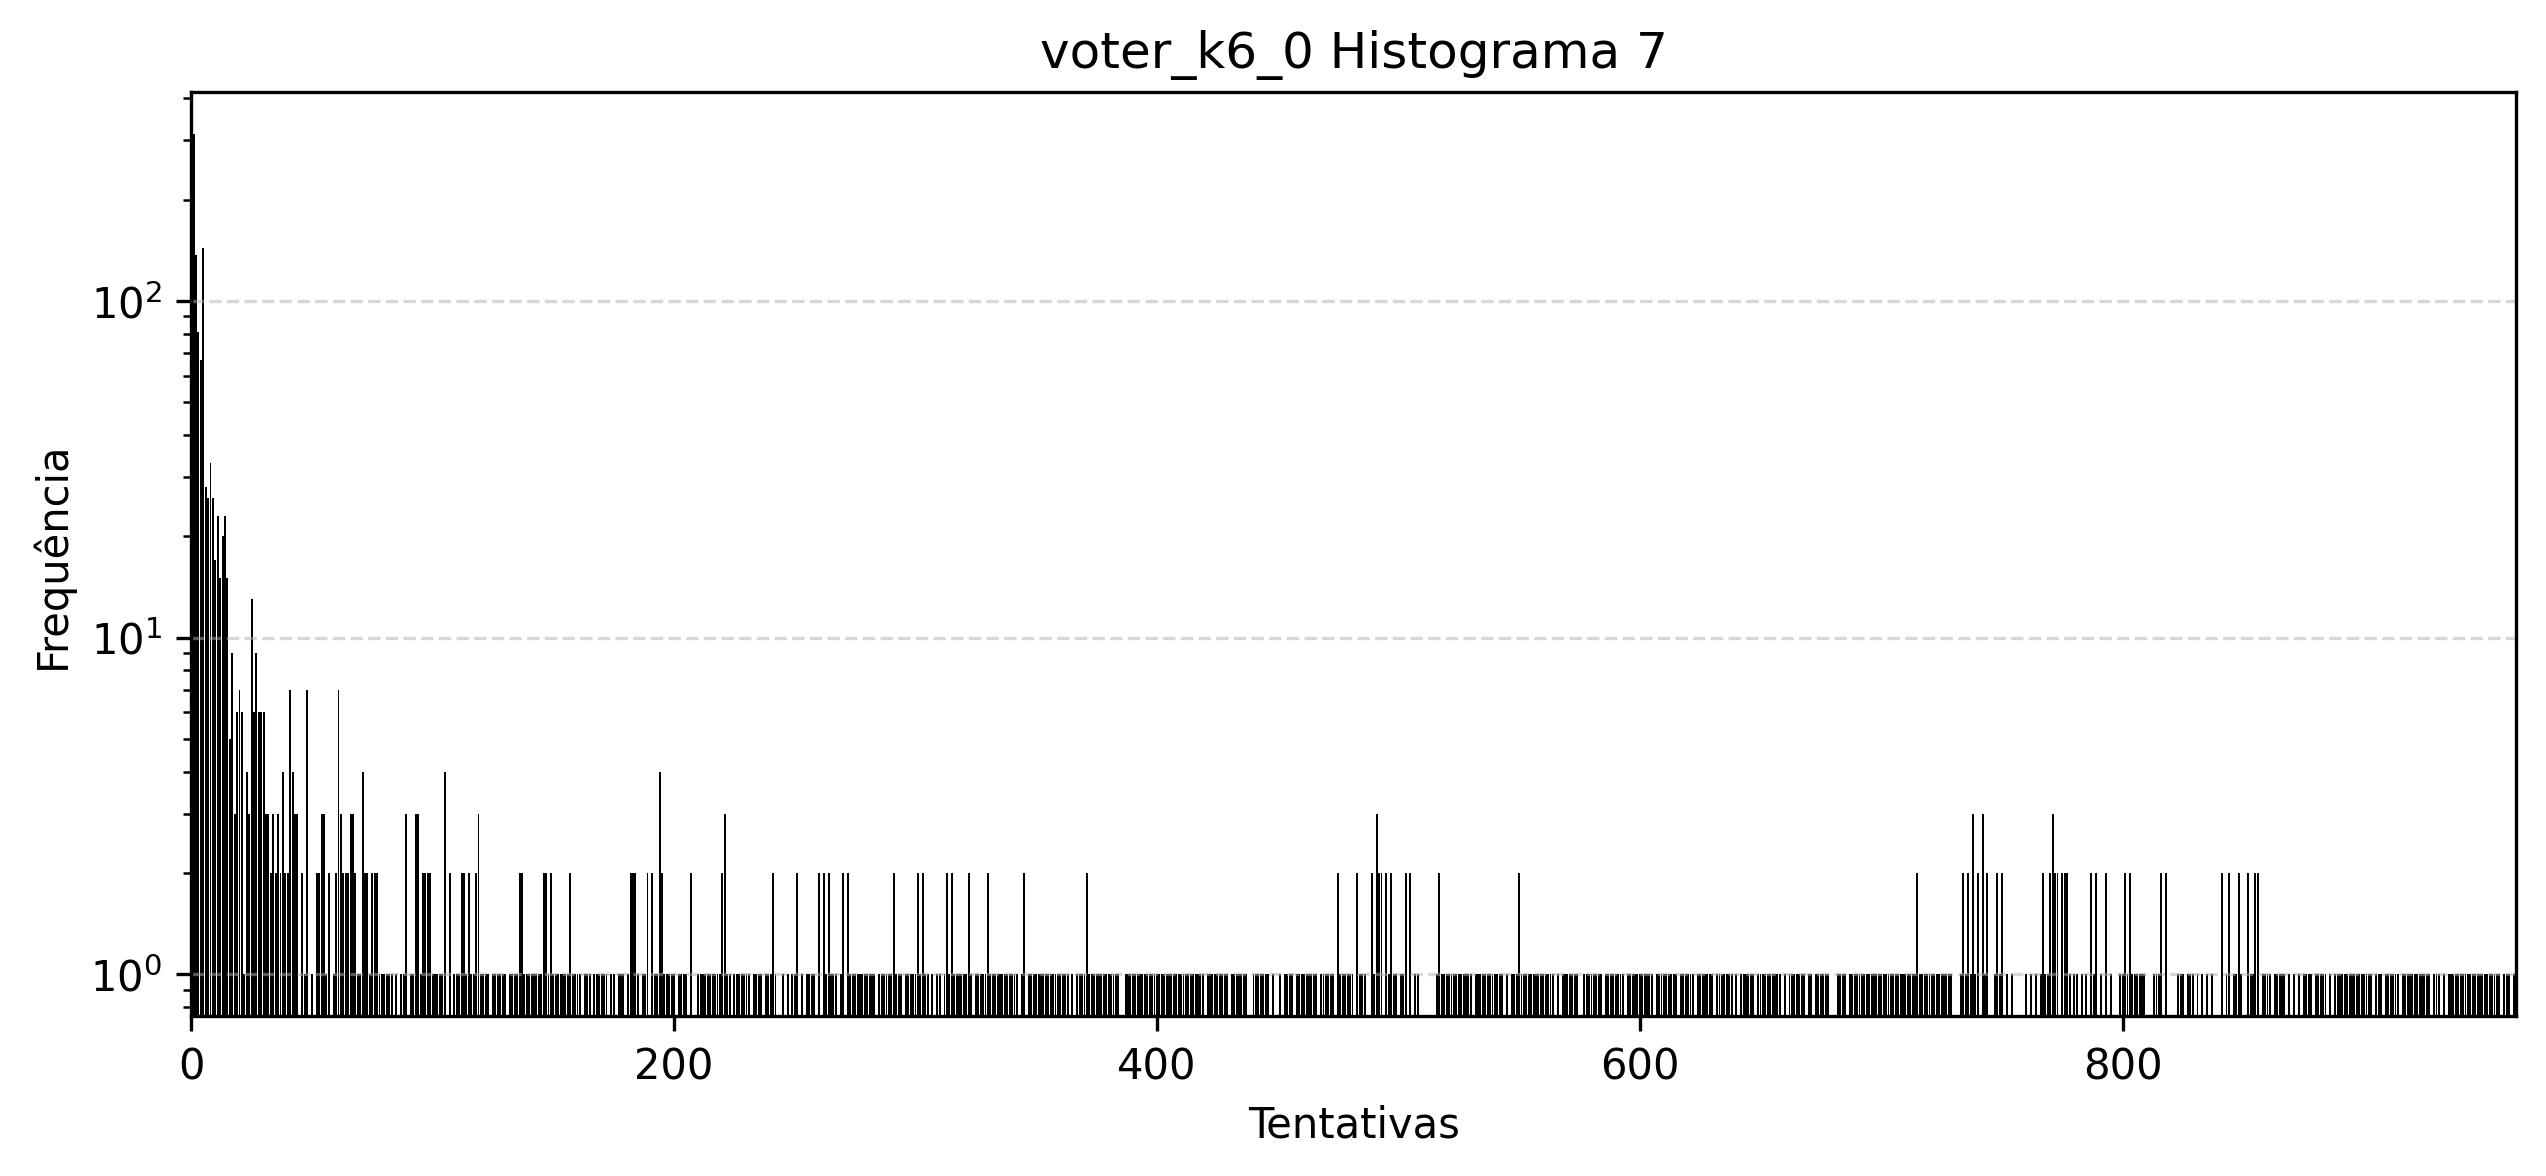 voter_k6_0 Histograma 7
Frequência
10²
10¹
10⁰
0 200 400 600 800
Tentativas